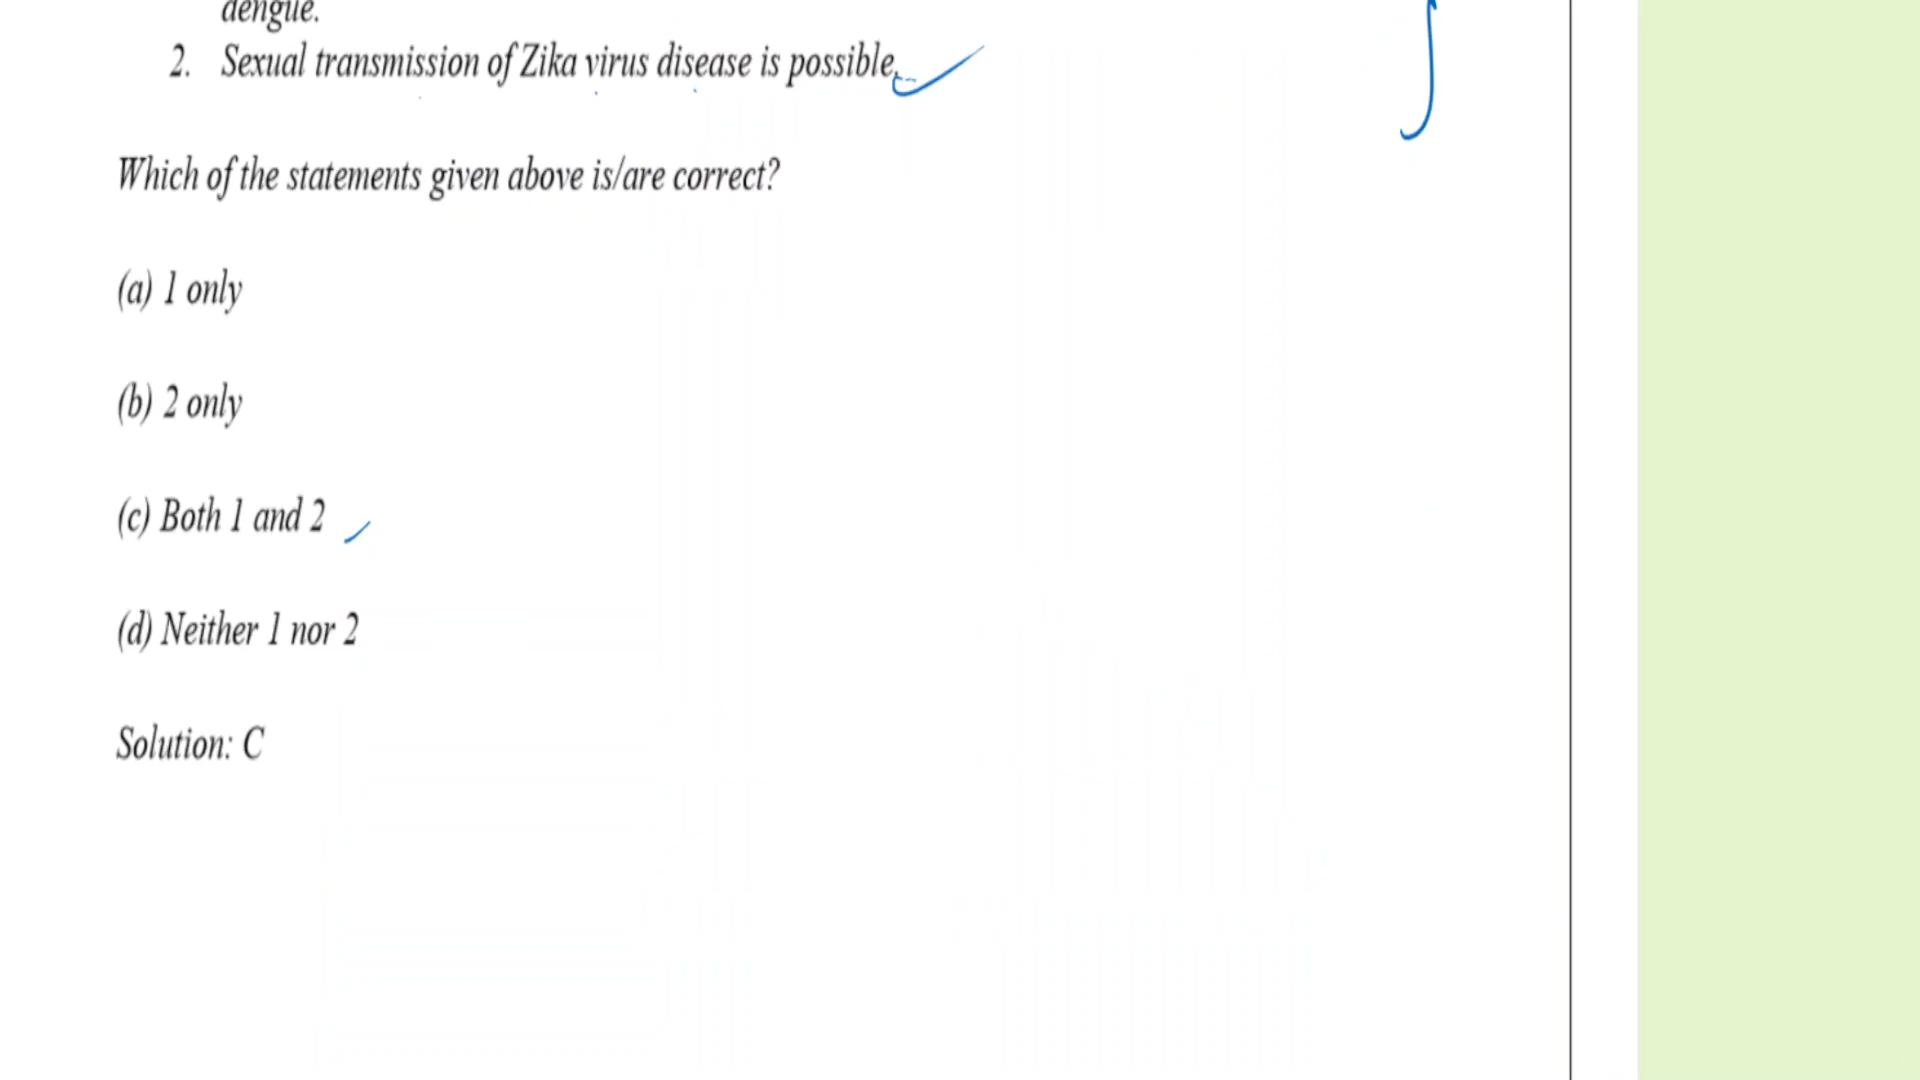 dengue.
2. Sexual transmission of Zika virus disease is possible.
Which of the statements given above is/are correct?
(a) 1 only
(b) 2 only
(c) Both 1 and 2
(d) Neither 1 nor 2
Solution: C